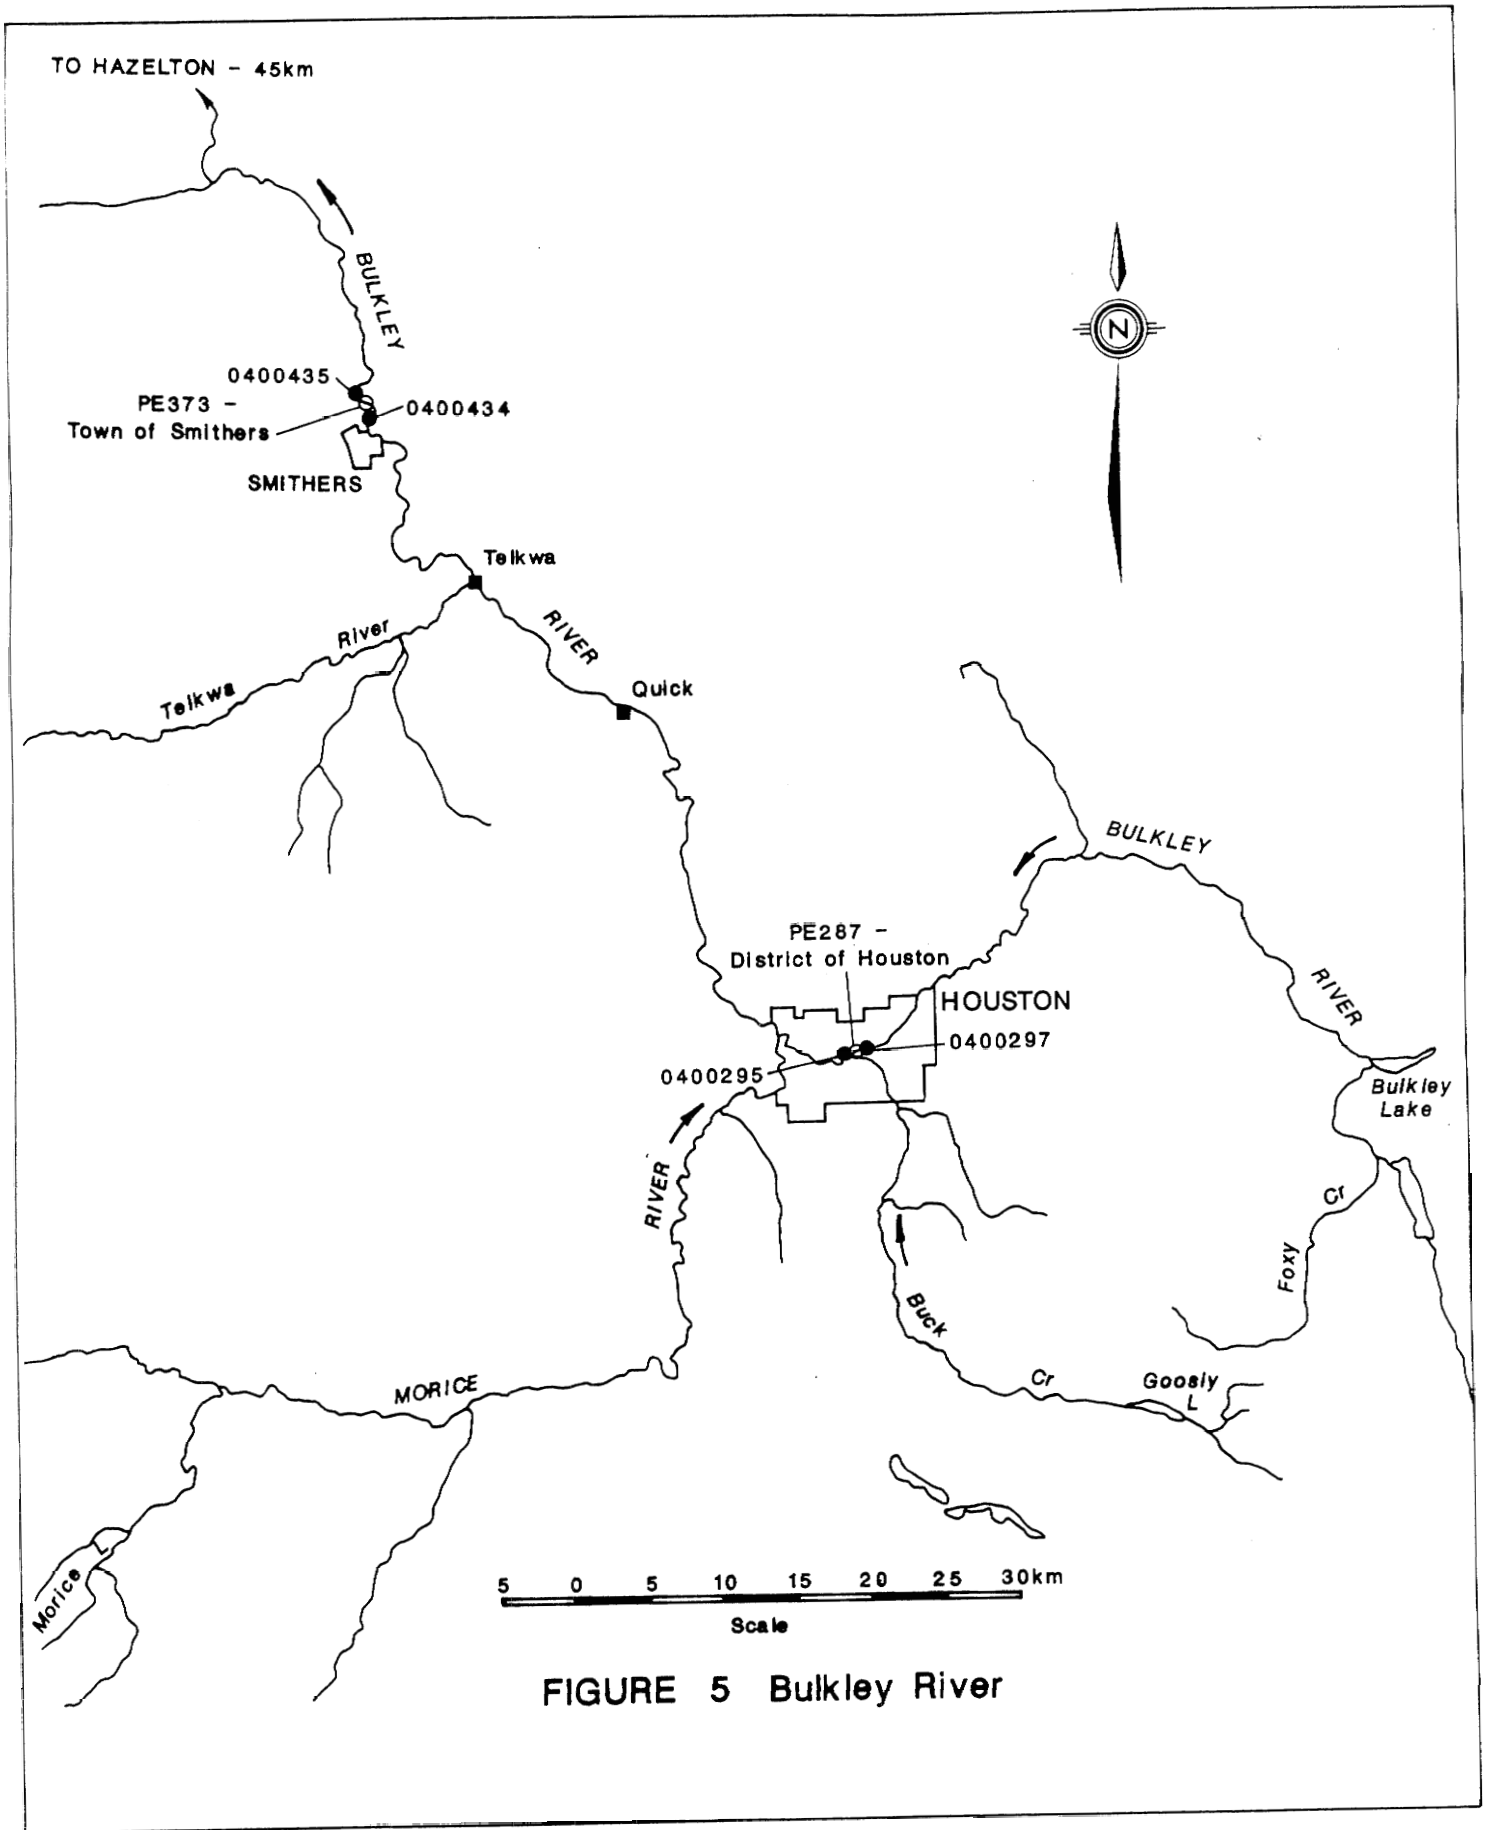 TO HAZELTON - 45km
BULKLEY
0400435
PE373 -
Town of Smithers
0400434
SMITHERS
N
Telkwa
RIVER
River
Telkwa
Quick
BULKLEY
RIVER
PE287 -
District of Houston
HOUSTON
0400297
0400295
Bulkley
Lake
RIVER
Cr
Foxy
Buck
Cr
Goosly
L
MORICE
Morice L
5 0 5 10 15 20 25 30km
Scale
FIGURE 5 Bulkley River